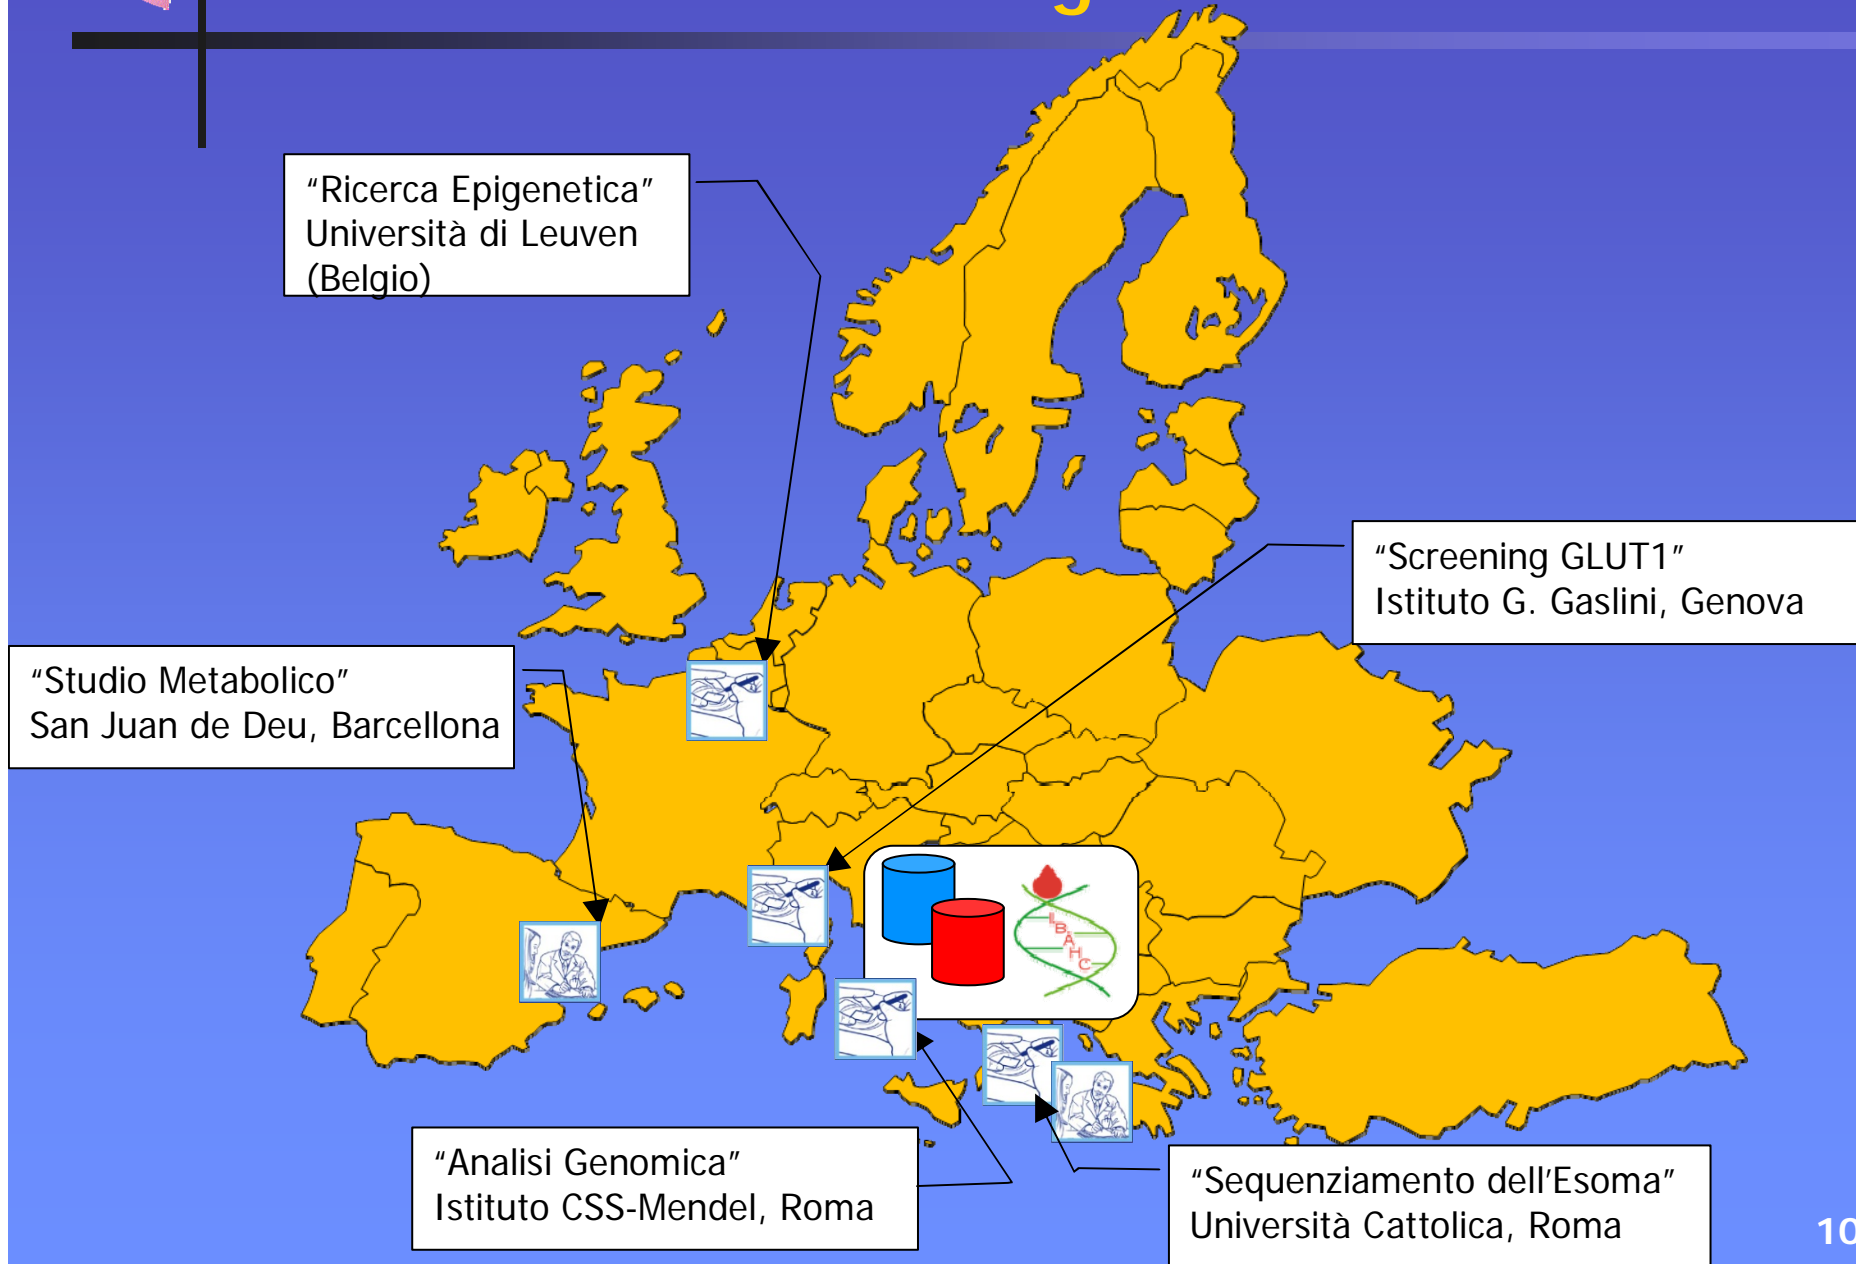 "Ricerca Epigenetica"
Università di Leuven
(Belgio)
"Screening GLUT1"
Istituto G. Gaslini, Genova
"Studio Metabolico"
San Juan de Deu, Barcellona
I.B.AHC
"Analisi Genomica"
Istituto CSS-Mendel, Roma
"Sequenziamento dell'Esoma"
Università Cattolica, Roma
10